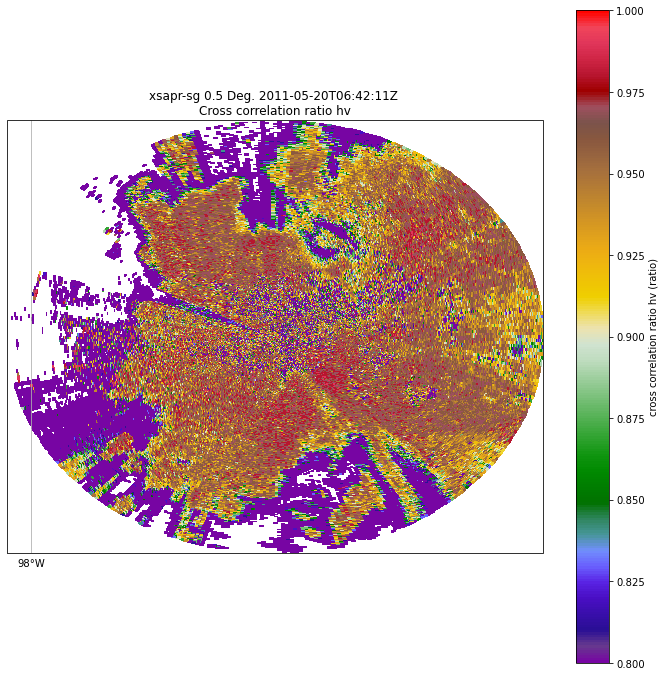 xsapr-sg 0.5 Deg. 2011-05-20T06:42:11Z
Cross correlation ratio hv
1.000
0.975
0.950
0.925
0.900
0.875
0.850
0.825
0.800
cross correlation ratio hv (ratio)
98°W